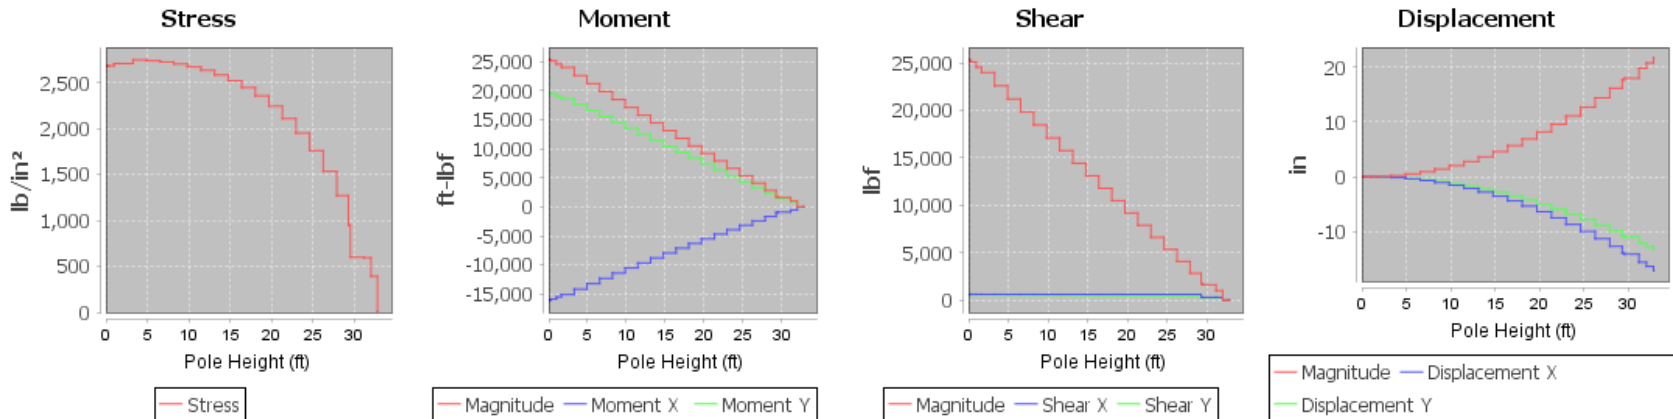 Stress
Moment
Shear
Displacement
lb/in²
2,500
2,000
1,500
1,000
500
0
0 5 10 15 20 25 30
Pole Height (ft)
Stress
ft-lbf
25,000
20,000
15,000
10,000
5,000
0
-5,000
-10,000
-15,000
0 5 10 15 20 25 30
Pole Height (ft)
Magnitude Moment X Moment Y
lbf
25,000
20,000
15,000
10,000
5,000
0
0 5 10 15 20 25 30
Pole Height (ft)
Magnitude Shear X Shear Y
in
20
10
0
-10
0 5 10 15 20 25 30
Pole Height (ft)
Magnitude Displacement X
Displacement Y